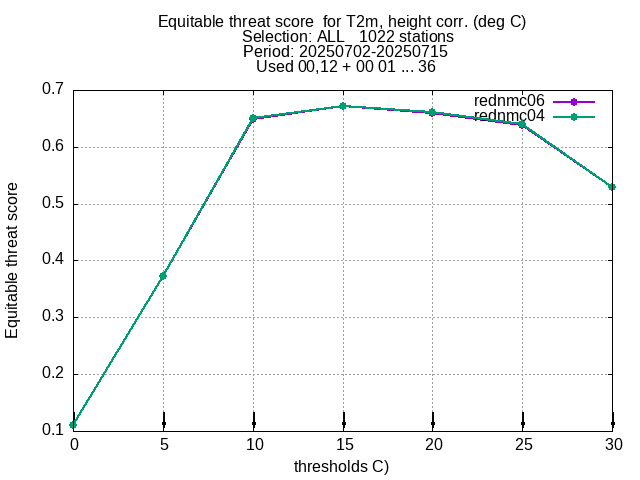 Equitable threat score  for T2m, height corr. (deg C)
Selection: ALL   1022 stations
Period: 20250702-20250715
Used 00,12 + 00 01 ... 36
rednmc06
rednmc04
Equitable threat score
0.7
0.6
0.5
0.4
0.3
0.2
0.1
0 5 10 15 20 25 30
thresholds C)